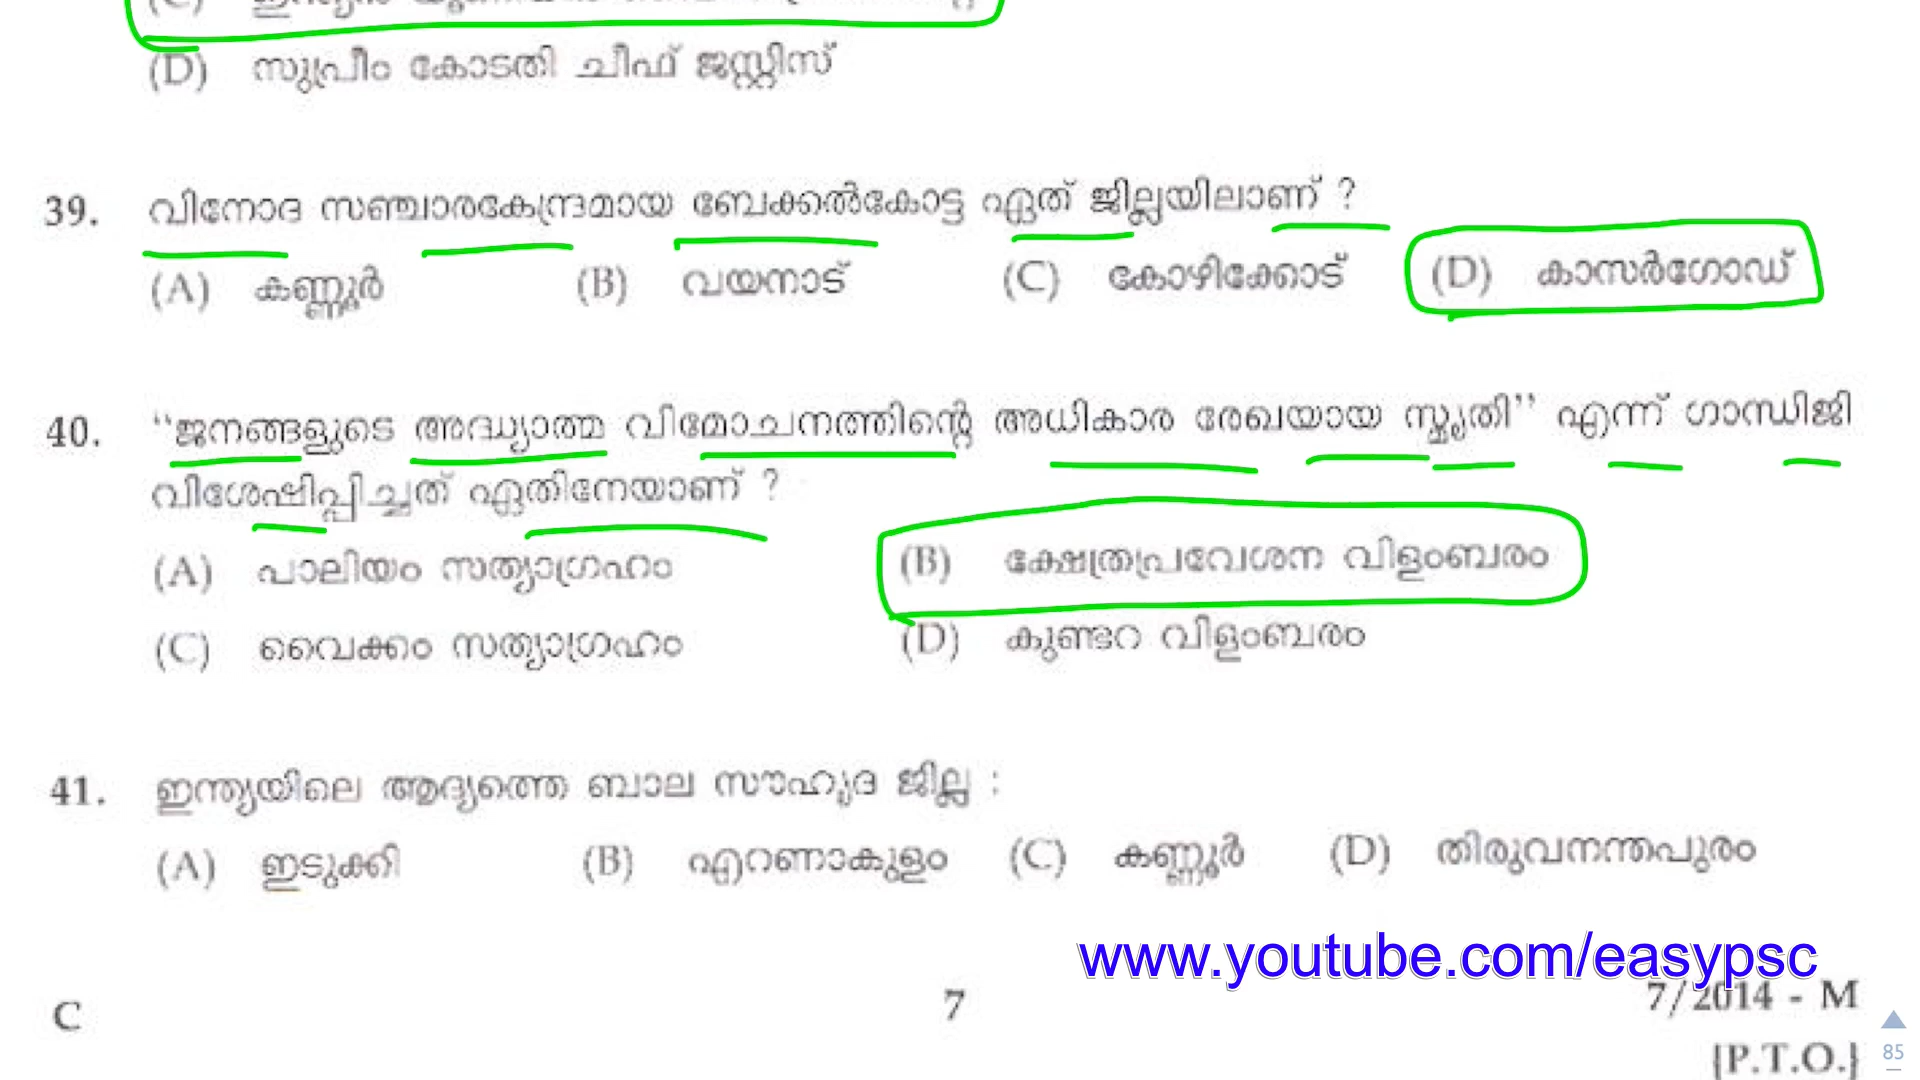 (D) സുപ്രീം കോടതി ചീഫ് ജസ്റ്റിസ്
39. വിനോദ സഞ്ചാരകേന്ദ്രമായ ബേക്കൽകോട്ട ഏത് ജില്ലയിലാണ് ?
(A) കണ്ണൂർ (B) വയനാട് (C) കോഴിക്കോട് (D) കാസർഗോഡ്
40. “ജനങ്ങളുടെ അദ്ധ്യാത്മ വിമോചനത്തിന്റെ അധികാര രേഖയായ സ്മൃതി” എന്ന് ഗാന്ധിജി
വിശേഷിപ്പിച്ചത് ഏതിനേയാണ് ?
(A) പാലിയം സത്യാഗ്രഹം (B) ക്ഷേത്രപ്രവേശന വിളംബരം
(C) വൈക്കം സത്യാഗ്രഹം (D) കുണ്ടറ വിളംബരം
41. ഇന്ത്യയിലെ ആദ്യത്തെ ബാല സൗഹൃദ ജില്ല :
(A) ഇടുക്കി (B) എറണാകുളം (C) കണ്ണൂർ (D) തിരുവനന്തപുരം
www.youtube.com/easypsc
C 7 7/2014 - M
[P.T.O.]
85